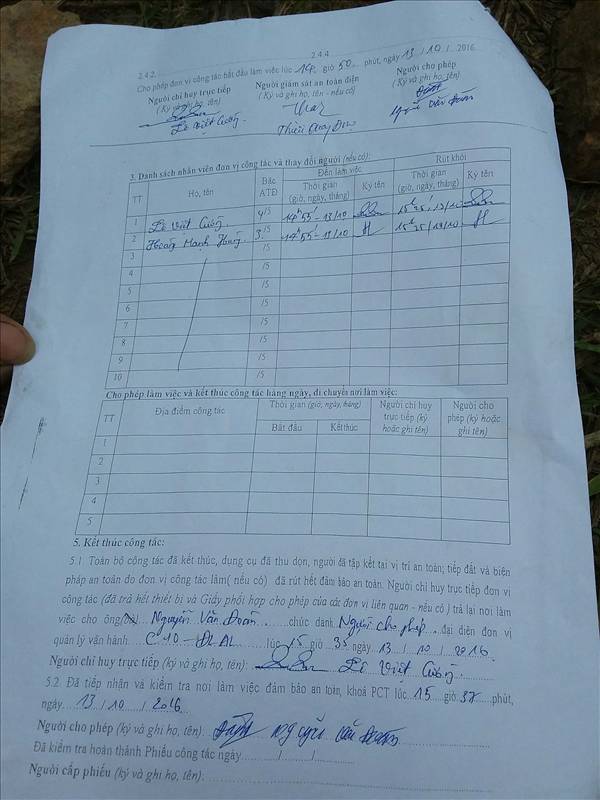 2.4.4
2.4.2. Cho phép đơn vị công tác bắt đầu làm việc lúc 14 giờ 50 phút, ngày 13 / 10 / 2016
Người chỉ huy trực tiếp Người giám sát an toàn điện Người cho phép
(Ký và ghi họ, tên) (Ký và ghi họ, tên - nếu có) (Ký và ghi họ, tên)
Lê Việt Cường
3. Danh sách nhân viên đơn vị công tác và thay đổi người (nếu có):
TT Họ, tên Bậc ATĐ Đến làm việc Rút khỏi
Thời gian (giờ, ngày, tháng) Ký tên Thời gian (giờ, ngày, tháng) Ký tên
1 Lê Việt Cường 4/5 14h55' - 13/10 15h25' 13/10
2 Hoàng Mạnh Hùng 3/5 14h55' - 13/10 15h25' 13/10
3 /5
4 /5
5 /5
6 /5
7 /5
8 /5
9 /5
10 /5
Cho phép làm việc và kết thúc công tác hàng ngày, di chuyển nơi làm việc:
TT Địa điểm công tác Thời gian (giờ, ngày, tháng) Người chỉ huy trực tiếp (ký hoặc ghi tên) Người cho phép (ký hoặc ghi tên)
Bắt đầu Kết thúc
1
2
3
4
5
5. Kết thúc công tác:
5.1 Toàn bộ công tác đã kết thúc, dụng cụ đã thu dọn, người đã tập kết tại vị trí an toàn; tiếp đất và biện
pháp an toàn do đơn vị công tác làm( nếu có) đã rút hết đảm bảo an toàn. Người chỉ huy trực tiếp đơn vị
công tác (đã trả hết thiết bị và Giấy phối hợp cho phép của các đơn vị liên quan - nếu có ) trả lại nơi làm
việc cho ông(bà) Nguyễn Văn Đoàn chức danh Người cho phép đại diện đơn vị
quản lý vận hành C10 - ĐLAL lúc 15 giờ 35 ngày 13 / 10 / 2016
Người chỉ huy trực tiếp (ký và ghi họ, tên): Lê Việt Cường
5.2. Đã tiếp nhận và kiểm tra nơi làm việc đảm bảo an toàn, khoá PCT lúc 15 giờ 37 phút,
ngày 13 / 10 / 2016
Người cho phép (ký và ghi họ, tên). Nguyễn Văn Đoàn
Đã kiểm tra hoàn thành Phiếu công tác ngày....../....../......
Người cấp phiếu (ký và ghi họ, tên):